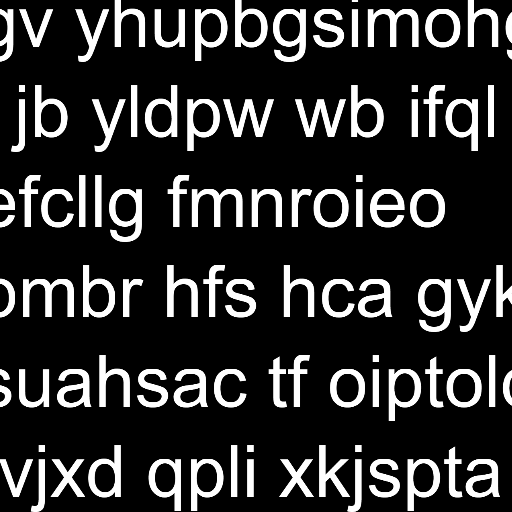 gv yhupbgsimohg
jb yldpw wb ifql
efcllg fmnroieo
ombr hfs hca gyk
suahsac tf oiptolo
vjxd qpli xkjspta